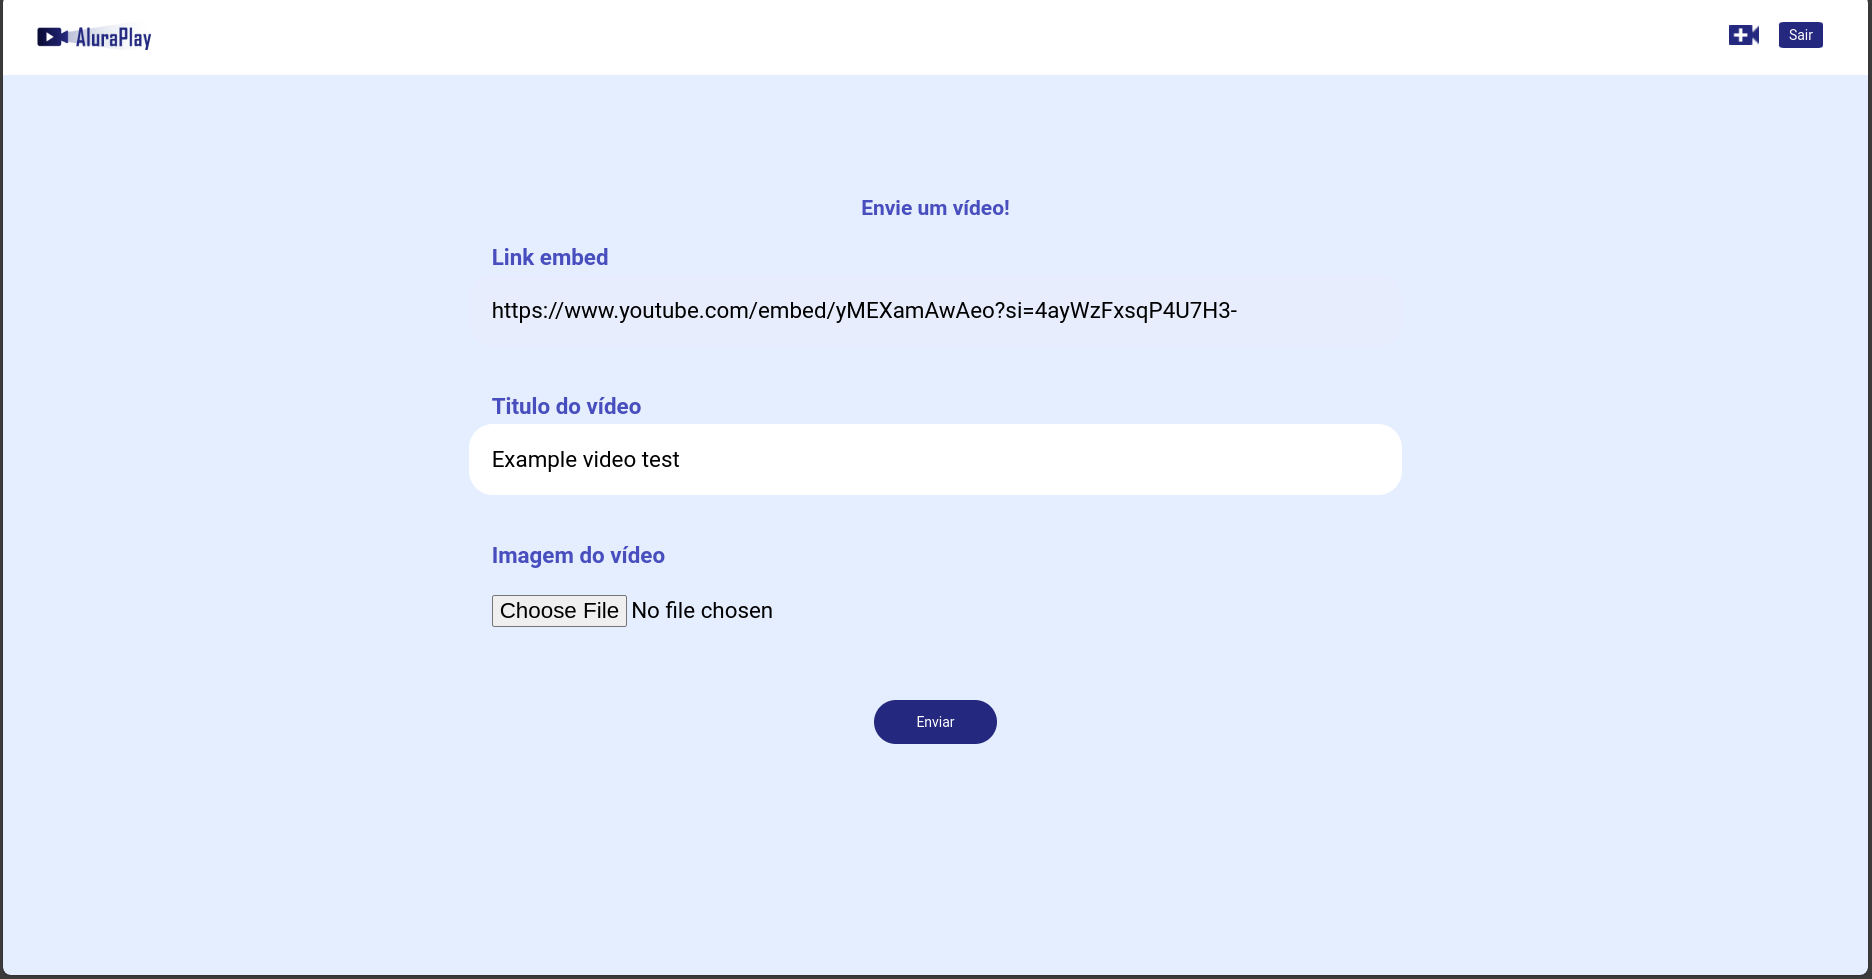 AluraPlay
Sair
Envie um vídeo!
Link embed
https://www.youtube.com/embed/yMEXamAwAeo?si=4ayWzFxsqP4U7H3-
Titulo do vídeo
Example video test
Imagem do vídeo
Choose File No file chosen
Enviar